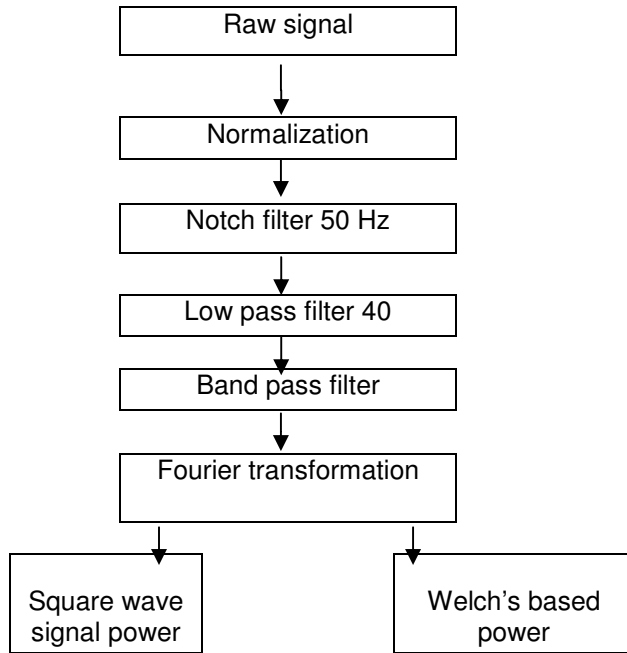 Raw signal
Normalization
Notch filter 50 Hz
Low pass filter 40
Band pass filter
Fourier transformation
Square wave
signal power
Welch's based
power